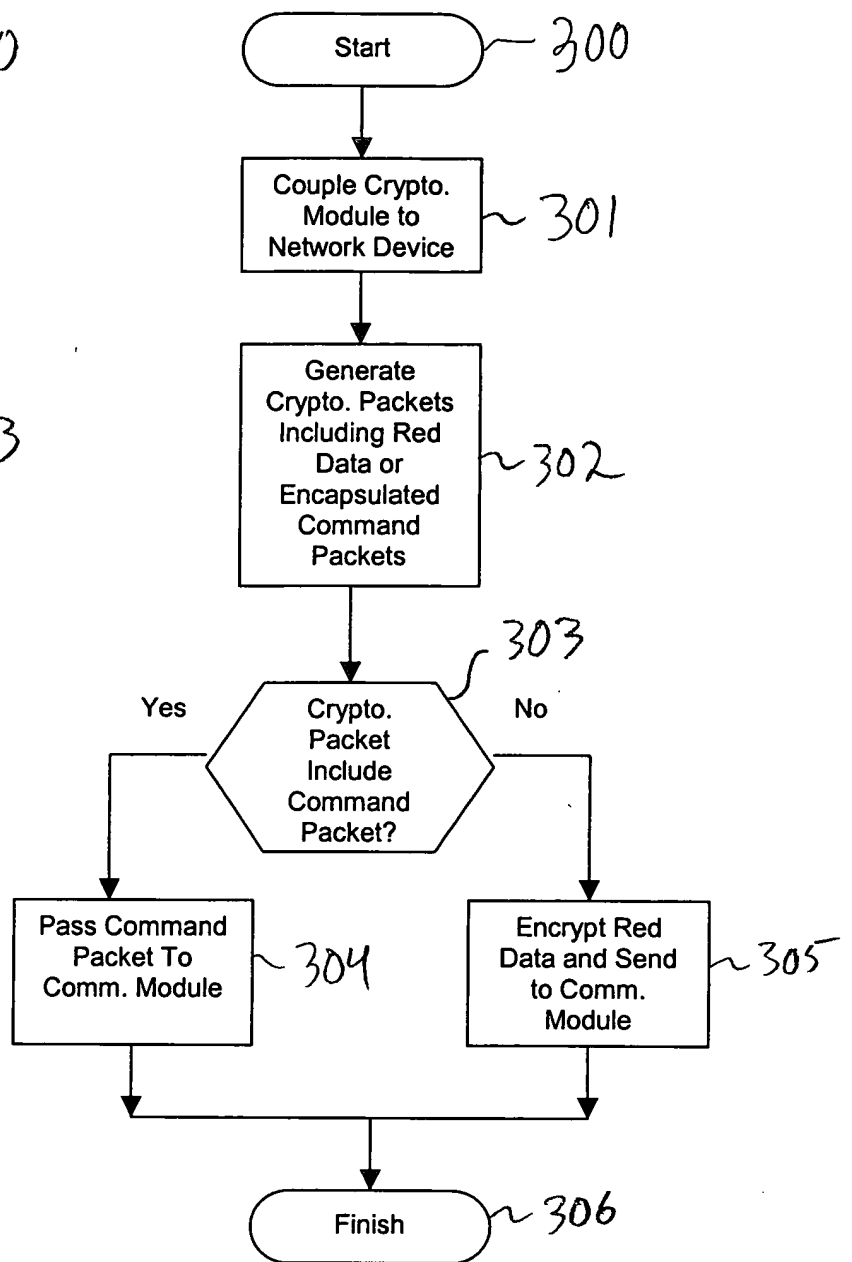 Start
300
Couple Crypto.
Module to
Network Device
301
Generate
Crypto. Packets
Including Red
Data or
Encapsulated
Command
Packets
302
303
Yes
Crypto.
Packet
Include
Command
Packet?
No
Pass Command
Packet To
Comm. Module
304
Encrypt Red
Data and Send
to Comm.
Module
305
Finish
306